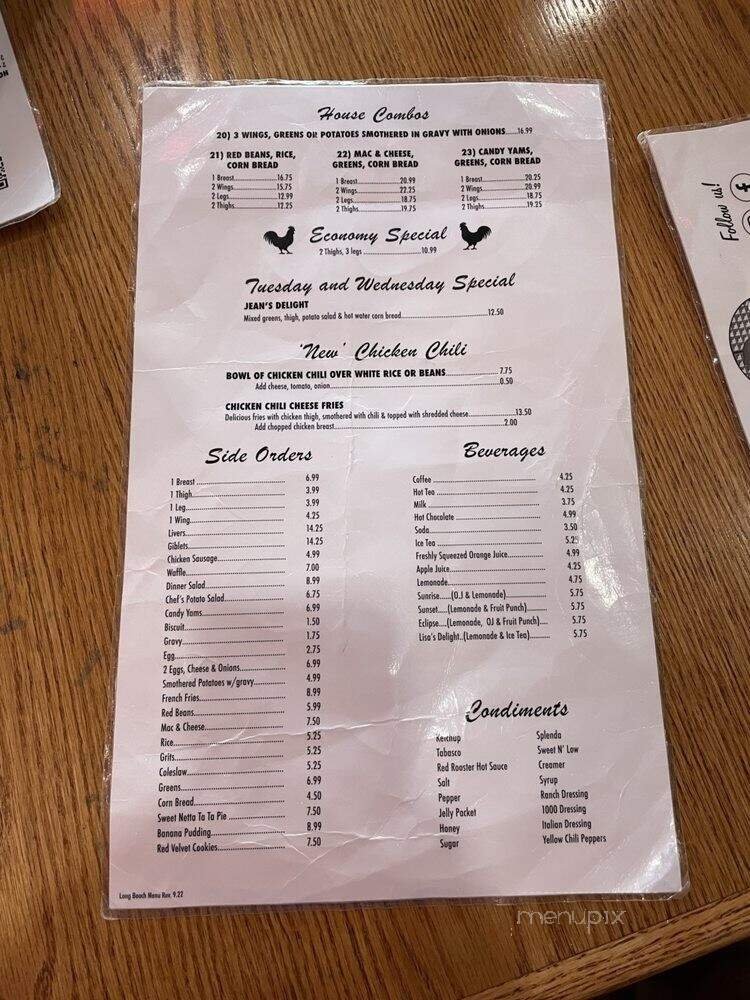 House Combos
20) 3 WINGS, GREENS OR POTATOES SMOTHERED IN GRAVY WITH ONIONS.....16.99
21) RED BEANS, RICE,
CORN BREAD
1 Breast 16.75
2 Wings 15.75
2 Legs 12.99
2 Thighs 12.25
22) MAC & CHEESE,
GREENS, CORN BREAD
1 Breast 20.99
2 Wings 22.25
2 Legs 18.75
2 Thighs 19.75
23) CANDY YAMS,
GREENS, CORN BREAD
1 Breast 20.25
2 Wings 20.99
2 Legs 18.75
2 Thighs 19.25
Economy Special
2 Thighs, 3 legs 10.99
Tuesday and Wednesday Special
JEAN'S DELIGHT
Mixed greens, thigh, potato salad & hot water corn bread 12.50
'New' Chicken Chili
BOWL OF CHICKEN CHILI OVER WHITE RICE OR BEANS 7.75
Add cheese, tomato, onion 0.50
CHICKEN CHILI CHEESE FRIES
Delicious fries with chicken thigh, smothered with chili & topped with shredded cheese 13.50
Add chopped chicken breast 2.00
Side Orders
1 Breast 6.99
1 Thigh 3.99
1 Leg 3.99
1 Wing 4.25
Livers 14.25
Giblets 14.25
Chicken Sausage 4.99
Waffle 7.00
Dinner Salad 8.99
Chef's Potato Salad 6.75
Candy Yams 6.99
Biscuit 1.50
Gravy 1.75
Egg 2.75
2 Eggs, Cheese & Onions 6.99
Smothered Potatoes w/gravy 4.99
French Fries 8.99
Red Beans 5.99
Mac & Cheese 7.50
Rice 5.25
Grits 5.25
Coleslaw 5.25
Greens 6.99
Corn Bread 4.50
Sweet Netta Ta Ta Pie 7.50
Banana Pudding 8.99
Red Velvet Cookies 7.50
Beverages
Coffee 4.25
Hot Tea 4.25
Milk 3.75
Hot Chocolate 4.99
Soda 3.50
Ice Tea 5.25
Freshly Squeezed Orange Juice 4.99
Apple Juice 4.25
Lemonade 4.75
Sunrise.....(O.J & Lemonade) 5.75
Sunset....(Lemonade & Fruit Punch) 5.75
Eclipse....(Lemonade, OJ & Fruit Punch) 5.75
Lisa's Delight..(Lemonade & Ice Tea) 5.75
Condiments
Ketchup
Tabasco
Red Rooster Hot Sauce
Salt
Pepper
Jelly Packet
Honey
Sugar
Splenda
Sweet N' Low
Creamer
Syrup
Ranch Dressing
1000 Dressing
Italian Dressing
Yellow Chili Peppers
Long Beach Menu Rev. 9.22
Follow us!
menupix